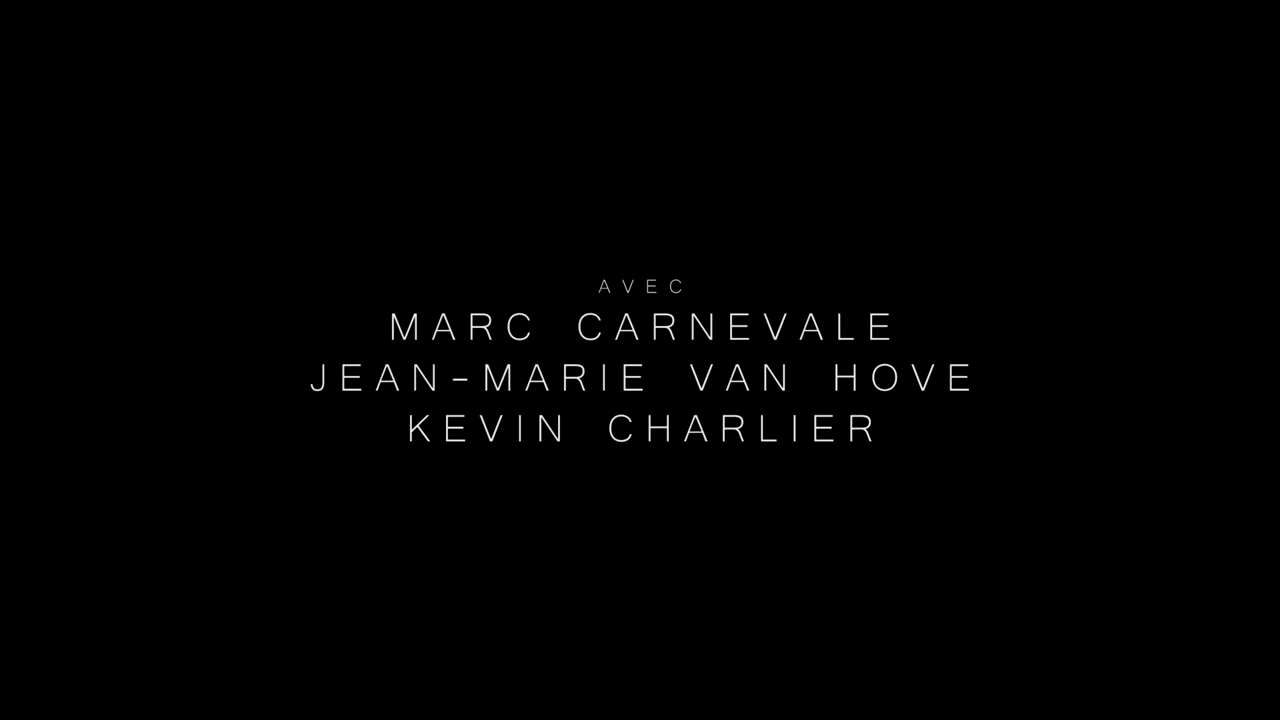 AVEC
MARC CARNEVALE
JEAN-MARIE VAN HOVE
KEVIN CHARLIER